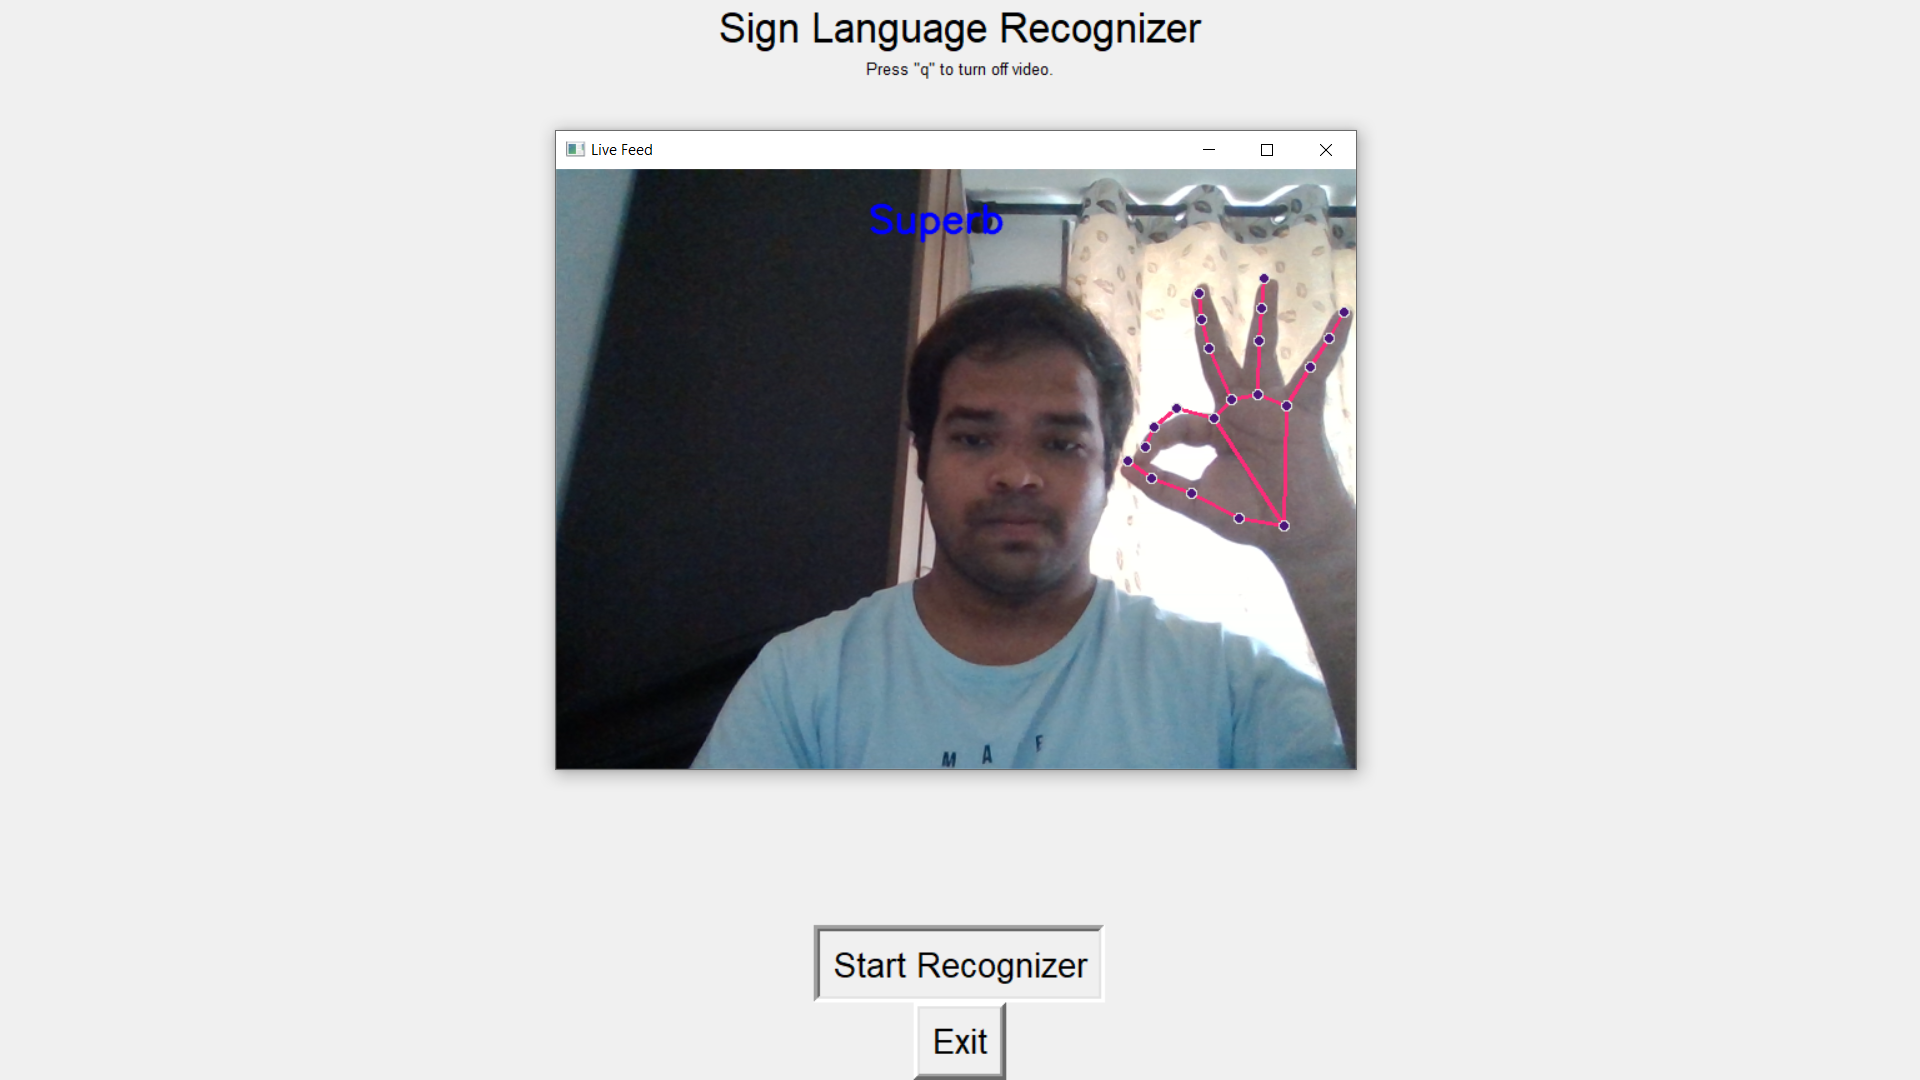 Sign Language Recognizer
Press "q" to turn off video.
Live Feed
Superb
M A F
Start Recognizer
Exit